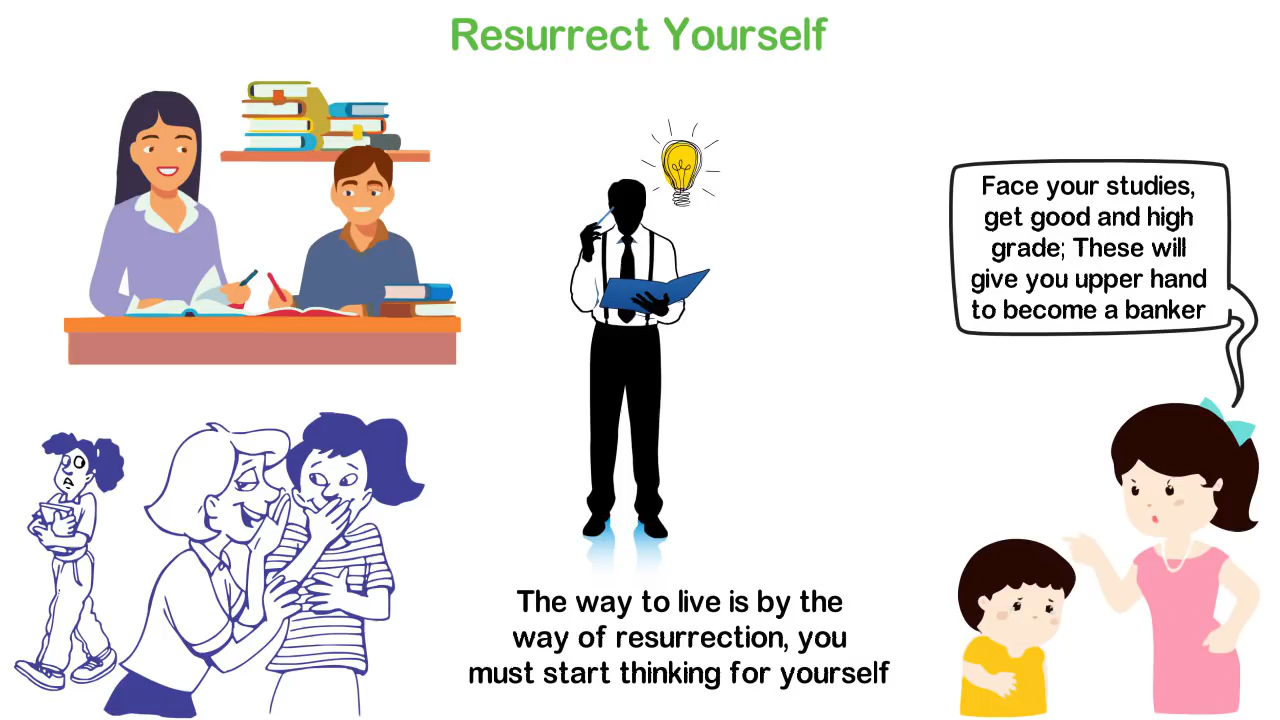 Resurrect Yourself
Face your studies,
get good and high
grade; These will
give you upper hand
to become a banker
The way to live is by the
way of resurrection, you
must start thinking for yourself